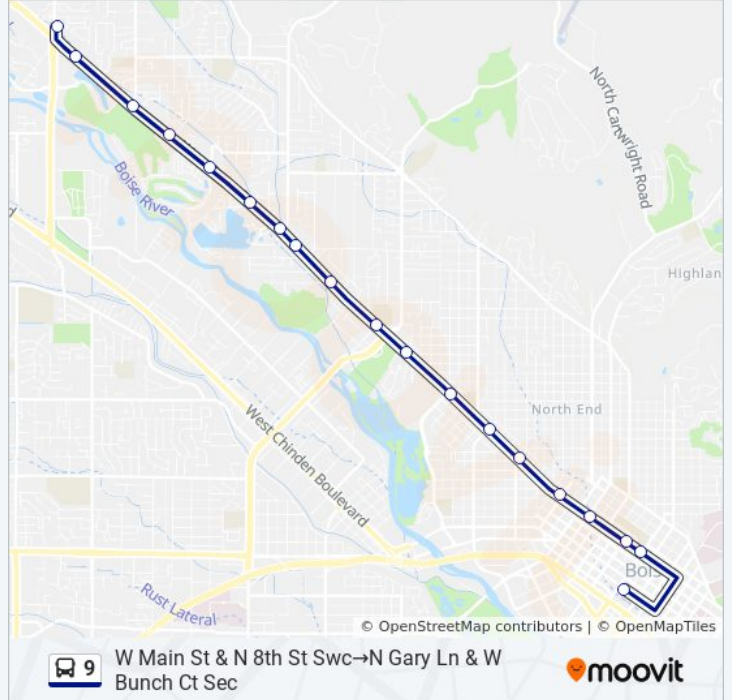 North Cartwright Road
Boise River
Highlan
North End
West Chinden Boulevard
Bois
Rust Lateral
© OpenStreetMap contributors | © OpenMapTiles
9
W Main St & N 8th St Swc→N Gary Ln & W
Bunch Ct Sec
moovit